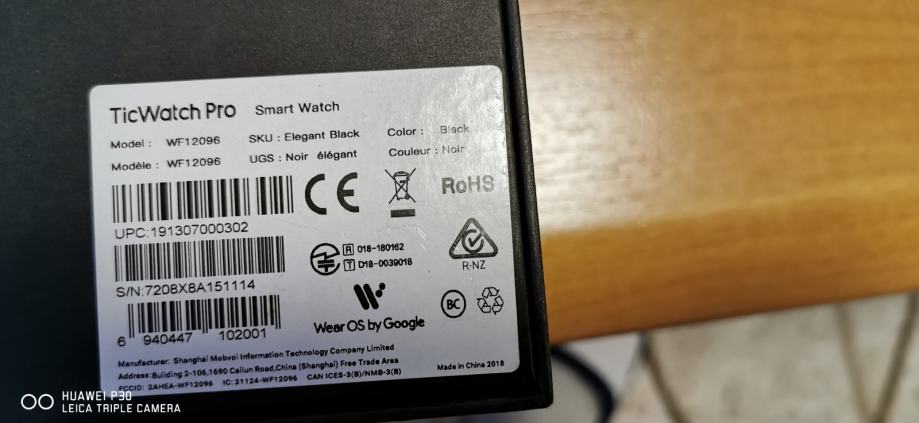 TicWatch Pro Smart Watch
Model : WF12096 SKU : Elegant Black Color : Black
Modèle : WF12096 UGS : Noir élégant Couleur : Noir
CE RoHS
UPC:191307000302
R 018-180162
T D18-0039018
R-NZ
S/N:7208X8A151114
BC
Wear OS by Google
6 940447 102001
Manufacturer: Shanghai Mobvoi Information Technology Company Limited
Address:Building 2-106,1690 Cailun Road,China (Shanghai) Free Trade Area
FCCID: 2AHEA-WF12096 IC: 21124-WF12096 CAN ICES-3(B)/NMB-3(B)
Made in China 2018
HUAWEI P30
LEICA TRIPLE CAMERA